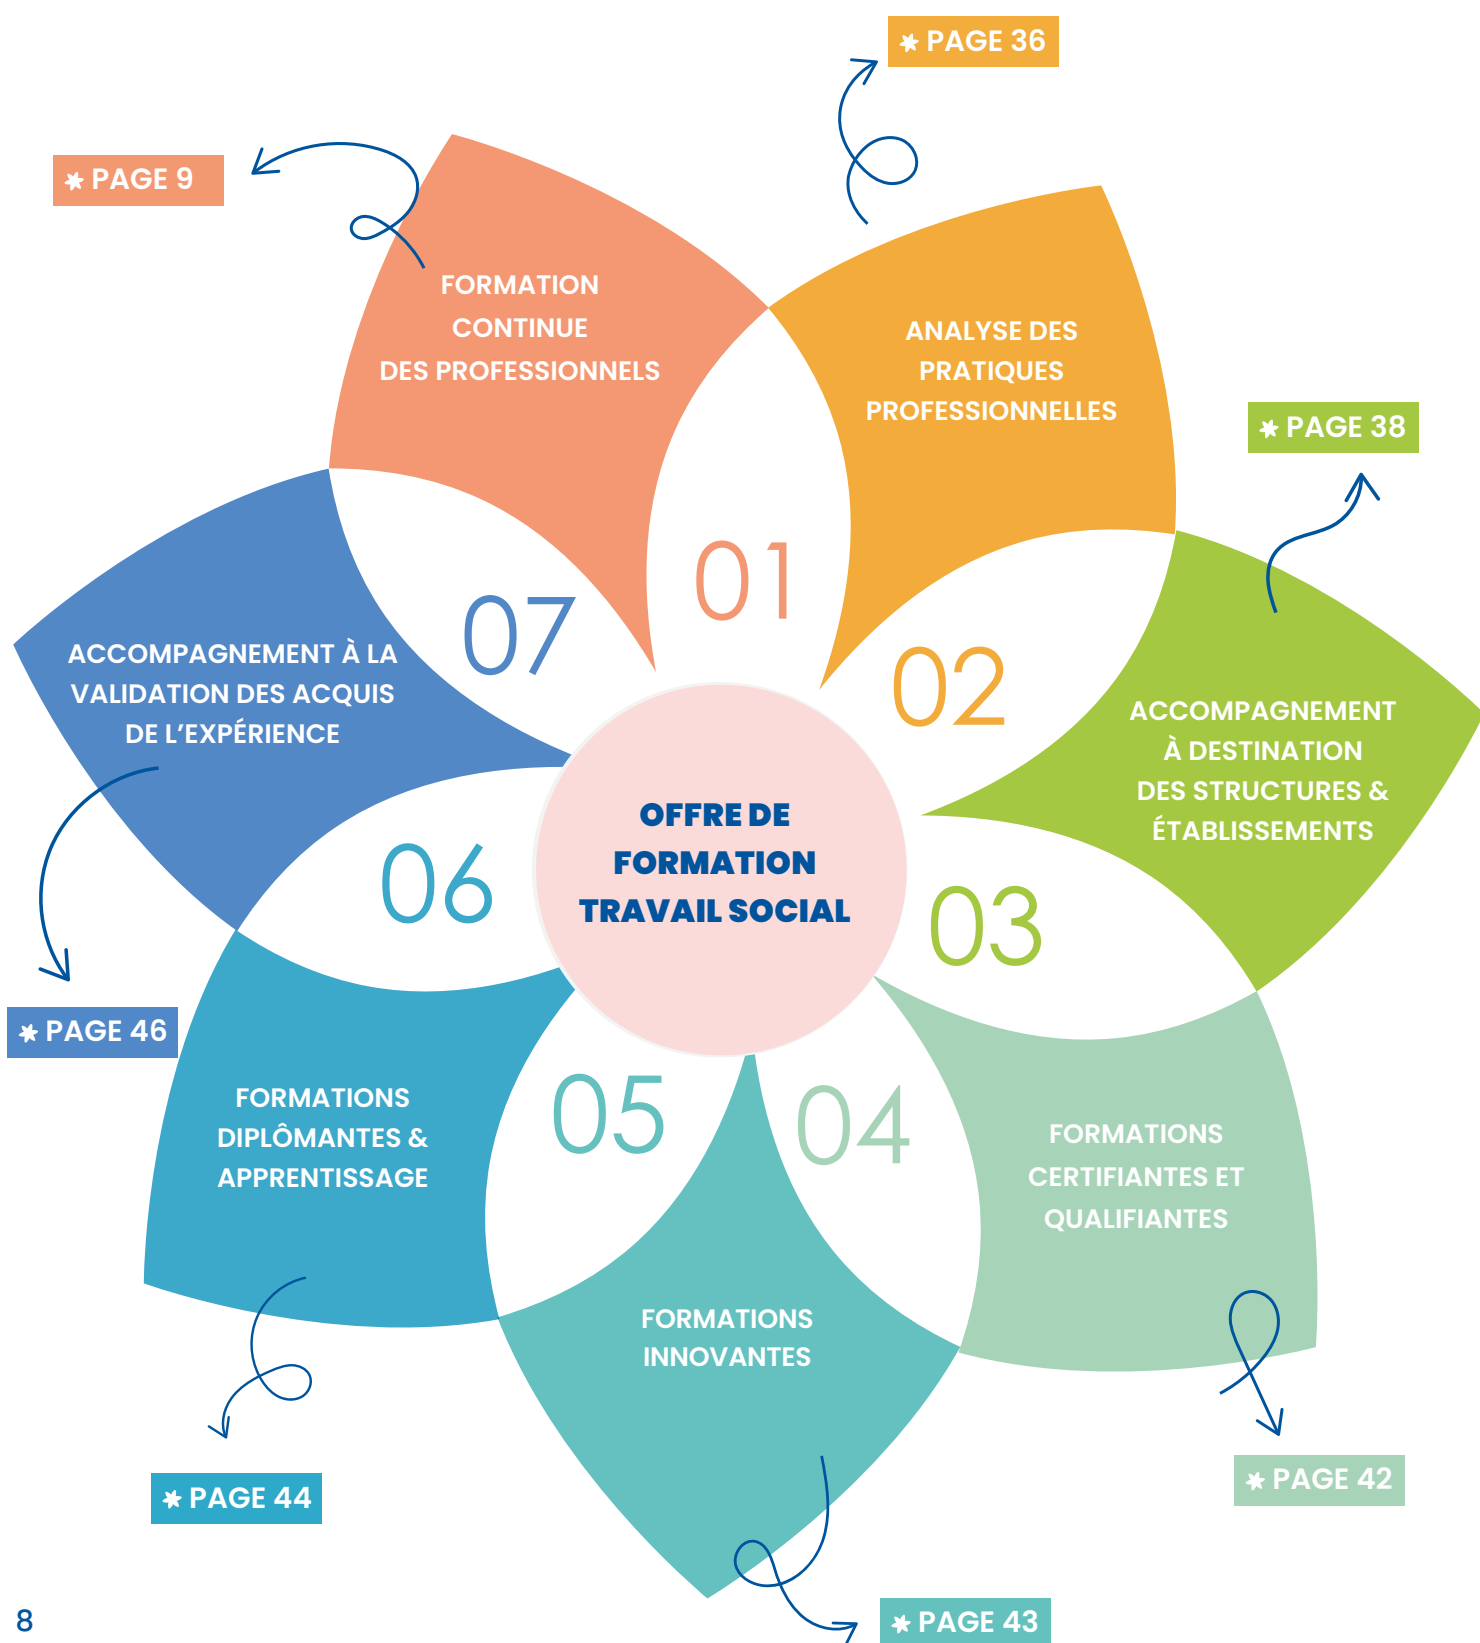 PAGE 36
PAGE 9
FORMATION
CONTINUE
DES PROFESSIONNELS
01
ANALYSE DES
PRATIQUES
PROFESSIONNELLES
02
PAGE 38
ACCOMPAGNEMENT
À DESTINATION
DES STRUCTURES &
ÉTABLISSEMENTS
03
FORMATIONS
CERTIFIANTES ET
QUALIFIANTES
04
PAGE 42
FORMATIONS
INNOVANTES
05
PAGE 43
FORMATIONS
DIPLÔMANTES &
APPRENTISSAGE
06
PAGE 44
ACCOMPAGNEMENT À LA
VALIDATION DES ACQUIS
DE L'EXPÉRIENCE
07
PAGE 46
OFFRE DE
FORMATION
TRAVAIL SOCIAL
8